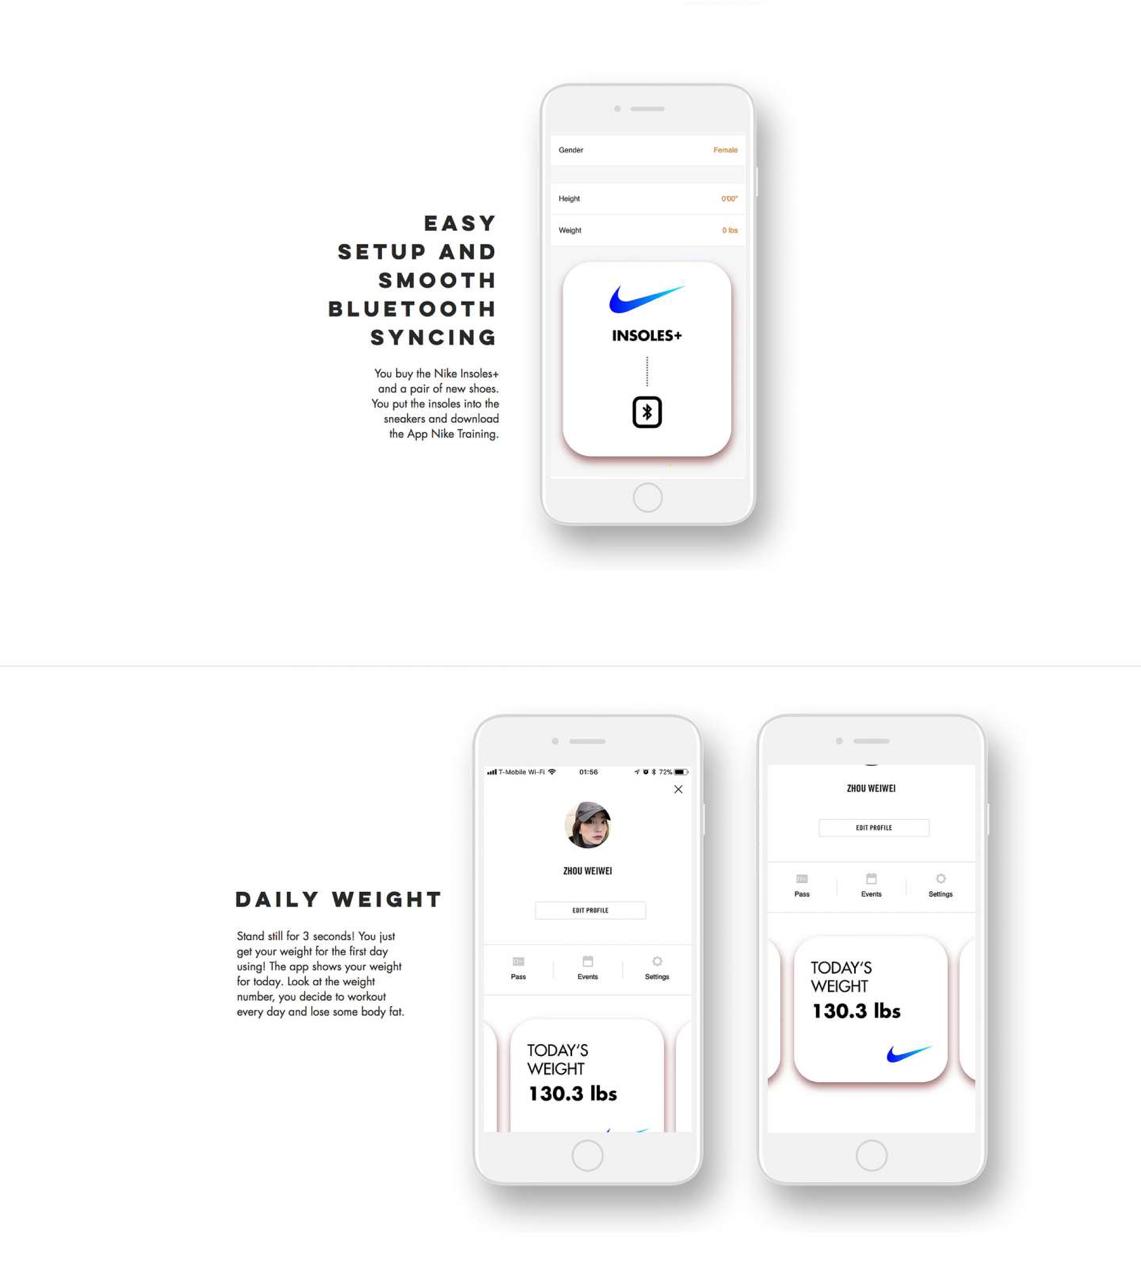 EASY
SETUP AND
SMOOTH
BLUETOOTH
SYNCING
You buy the Nike Insoles+
and a pair of new shoes.
You put the insoles into the
sneakers and download
the App Nike Training.
Gender Female
Height 0'00"
Weight 0 lbs
INSOLES+
DAILY WEIGHT
Stand still for 3 seconds! You just
get your weight for the first day
using! The app shows your weight
for today. Look at the weight
number, you decide to workout
every day and lose some body fat.
T-Mobile Wi-Fi 01:56 72%
ZHOU WEIWEI
EDIT PROFILE
Pass Events Settings
TODAY'S
WEIGHT
130.3 lbs
ZHOU WEIWEI
EDIT PROFILE
Pass Events Settings
TODAY'S
WEIGHT
130.3 lbs